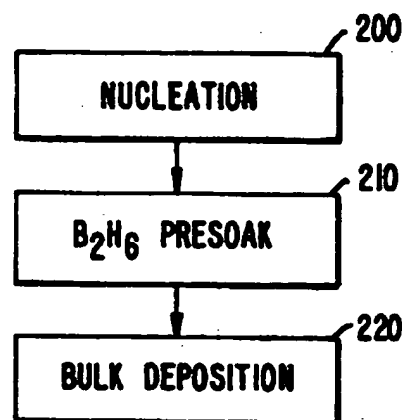 200
NUCLEATION
210
B₂H₆ PRESOAK
220
BULK DEPOSITION